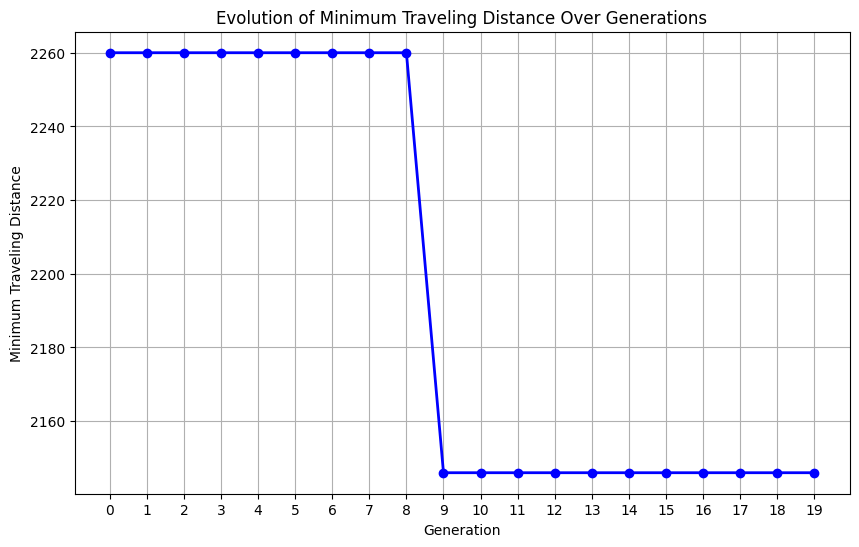 Evolution of Minimum Traveling Distance Over Generations
Minimum Traveling Distance
2260
2240
2220
2200
2180
2160
0 1 2 3 4 5 6 7 8 9 10 11 12 13 14 15 16 17 18 19
Generation